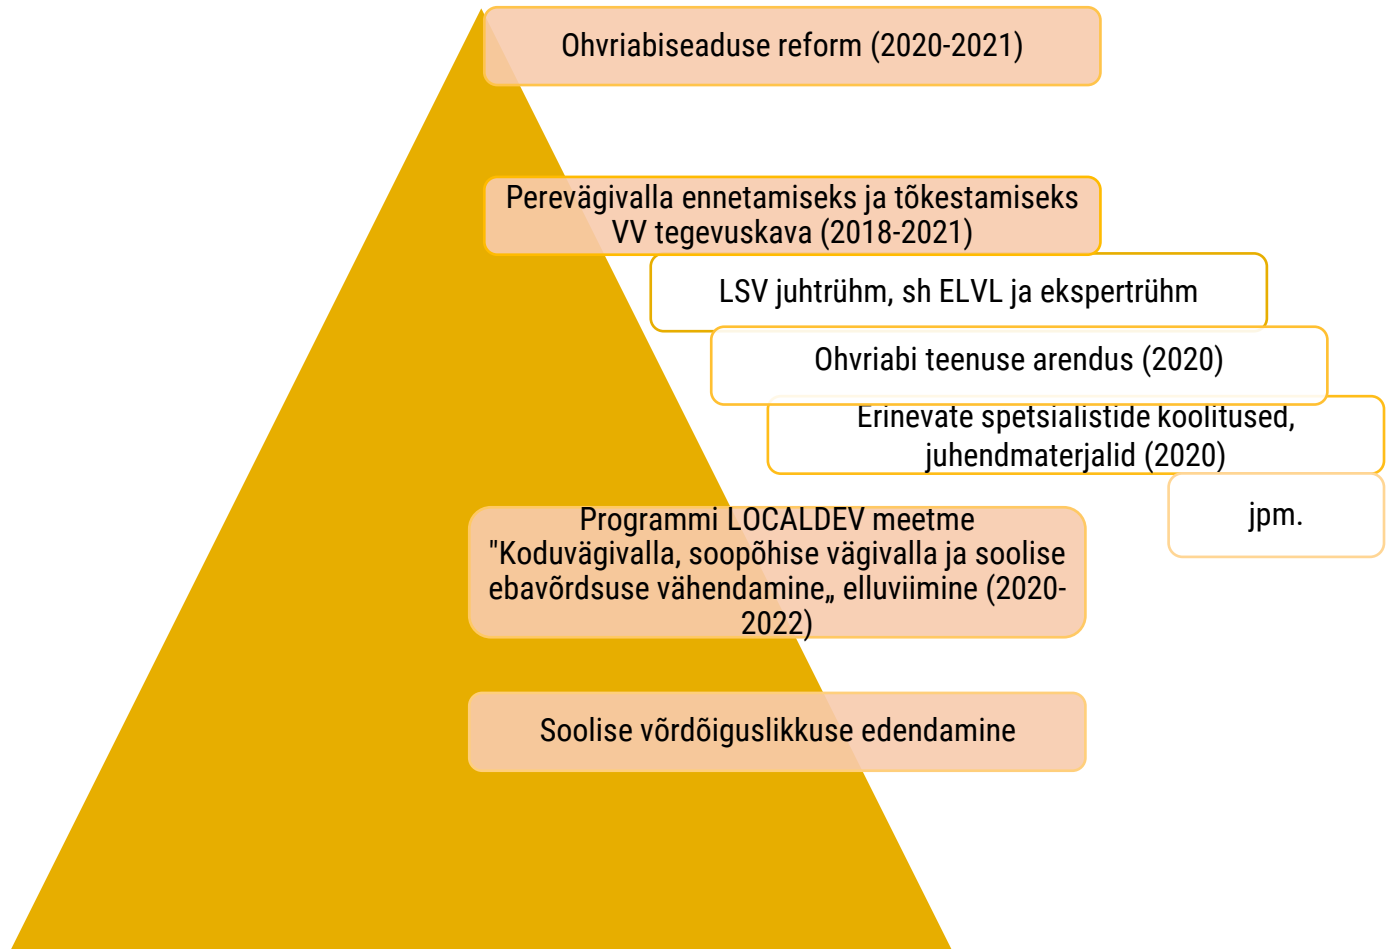 Ohvriabiseaduse reform (2020-2021)
Perevägivalla ennetamiseks ja tõkestamiseks
VV tegevuskava (2018-2021)
LSV juhtrühm, sh ELVL ja ekspertrühm
Ohvriabi teenuse arendus (2020)
Erinevate spetsialistide koolitused,
juhendmaterjalid (2020)
jpm.
Programmi LOCALDEV meetme
"Koduvägivalla, soopõhise vägivalla ja soolise
ebavõrdsuse vähendamine„ elluviimine (2020-
2022)
Soolise võrdõiguslikkuse edendamine